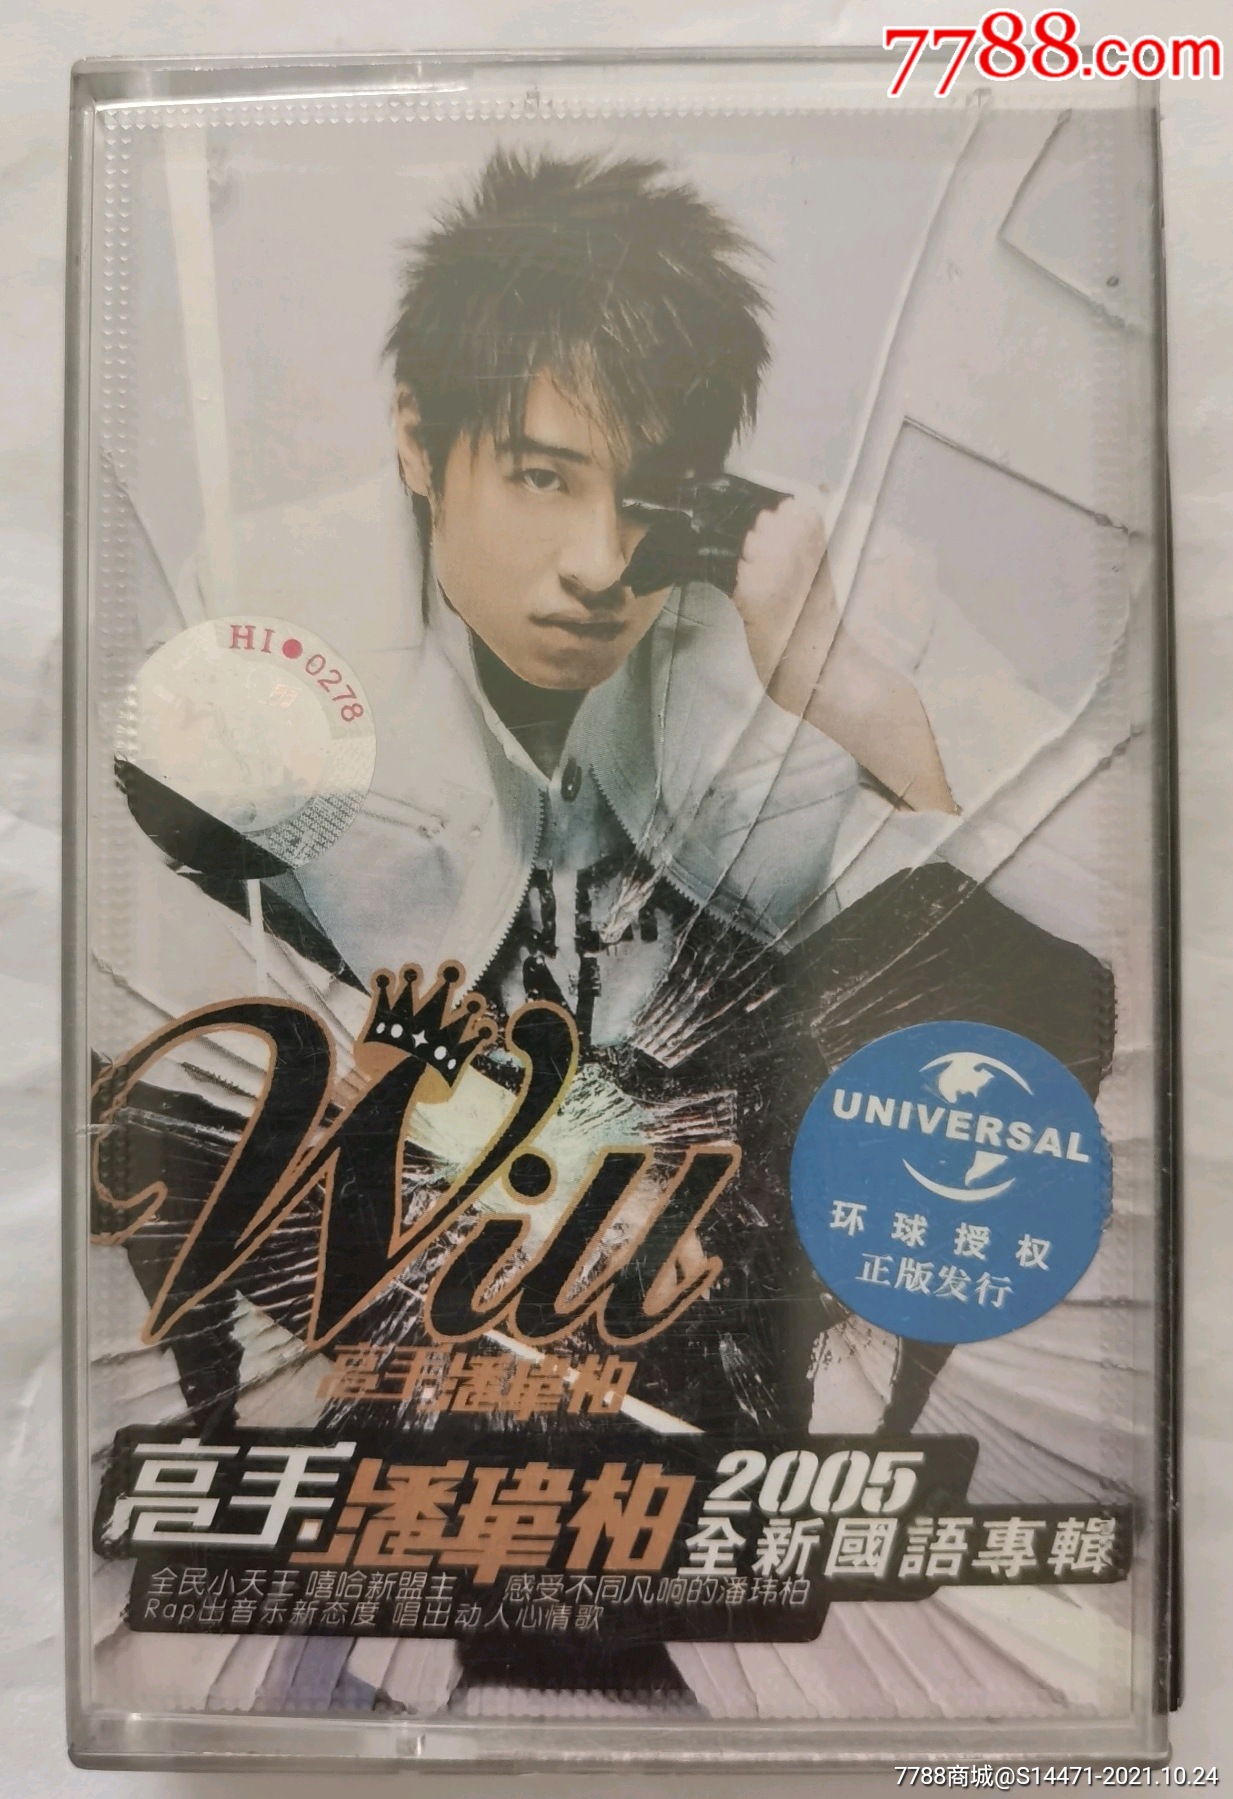 7788.com
HI●0278
Will
UNIVERSAL
环球授权
正版发行
高手.潘瑋柏
高手.潘瑋柏
2005
全新國語專輯
全民小天王 嘻哈新盟主 感受不同凡响的潘玮柏
Rap出音乐新态度 唱出动人心情歌
7788商城@S14471-2021.10.24